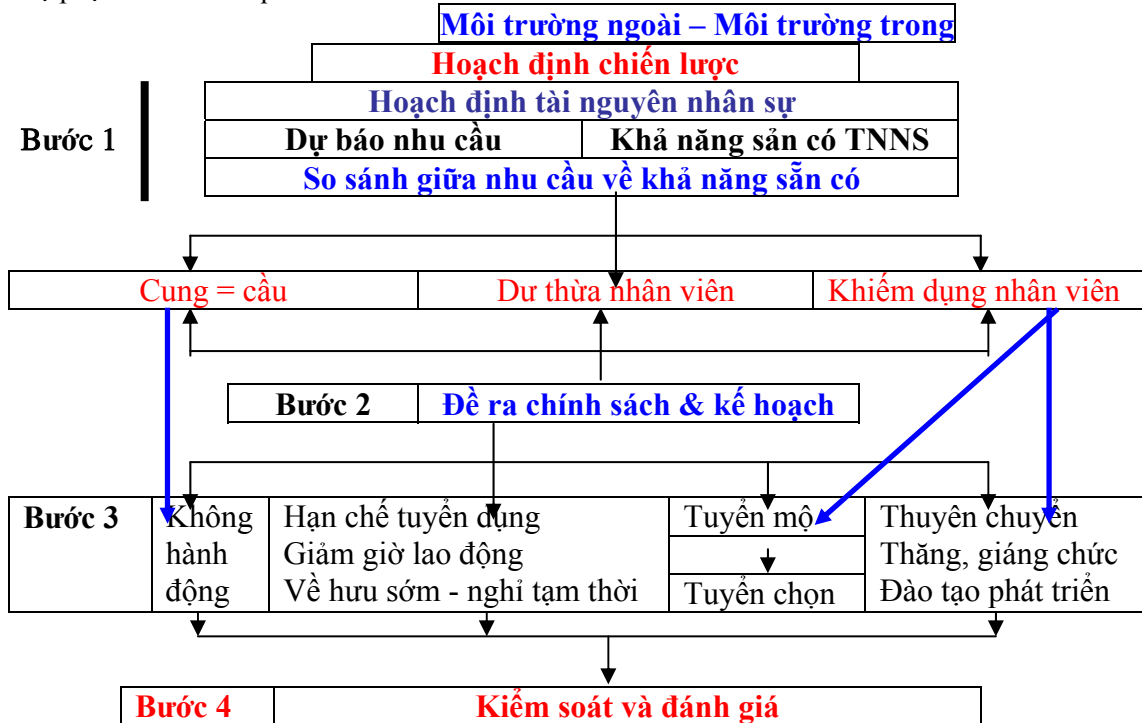 Môi trường ngoài – Môi trường trong
Hoạch định chiến lược
Hoạch định tài nguyên nhân sự
Bước 1
Dự báo nhu cầu
Khả năng sản có TNNS
So sánh giữa nhu cầu về khả năng sẵn có
Cung = cầu
Dư thừa nhân viên
Khiếm dụng nhân viên
Bước 2
Đề ra chính sách & kế hoạch
Bước 3
Không
hành
động
Hạn chế tuyển dụng
Giảm giờ lao động
Về hưu sớm - nghỉ tạm thời
Tuyển mộ
Tuyển chọn
Thuyên chuyển
Thăng, giáng chức
Đào tạo phát triển
Bước 4
Kiểm soát và đánh giá